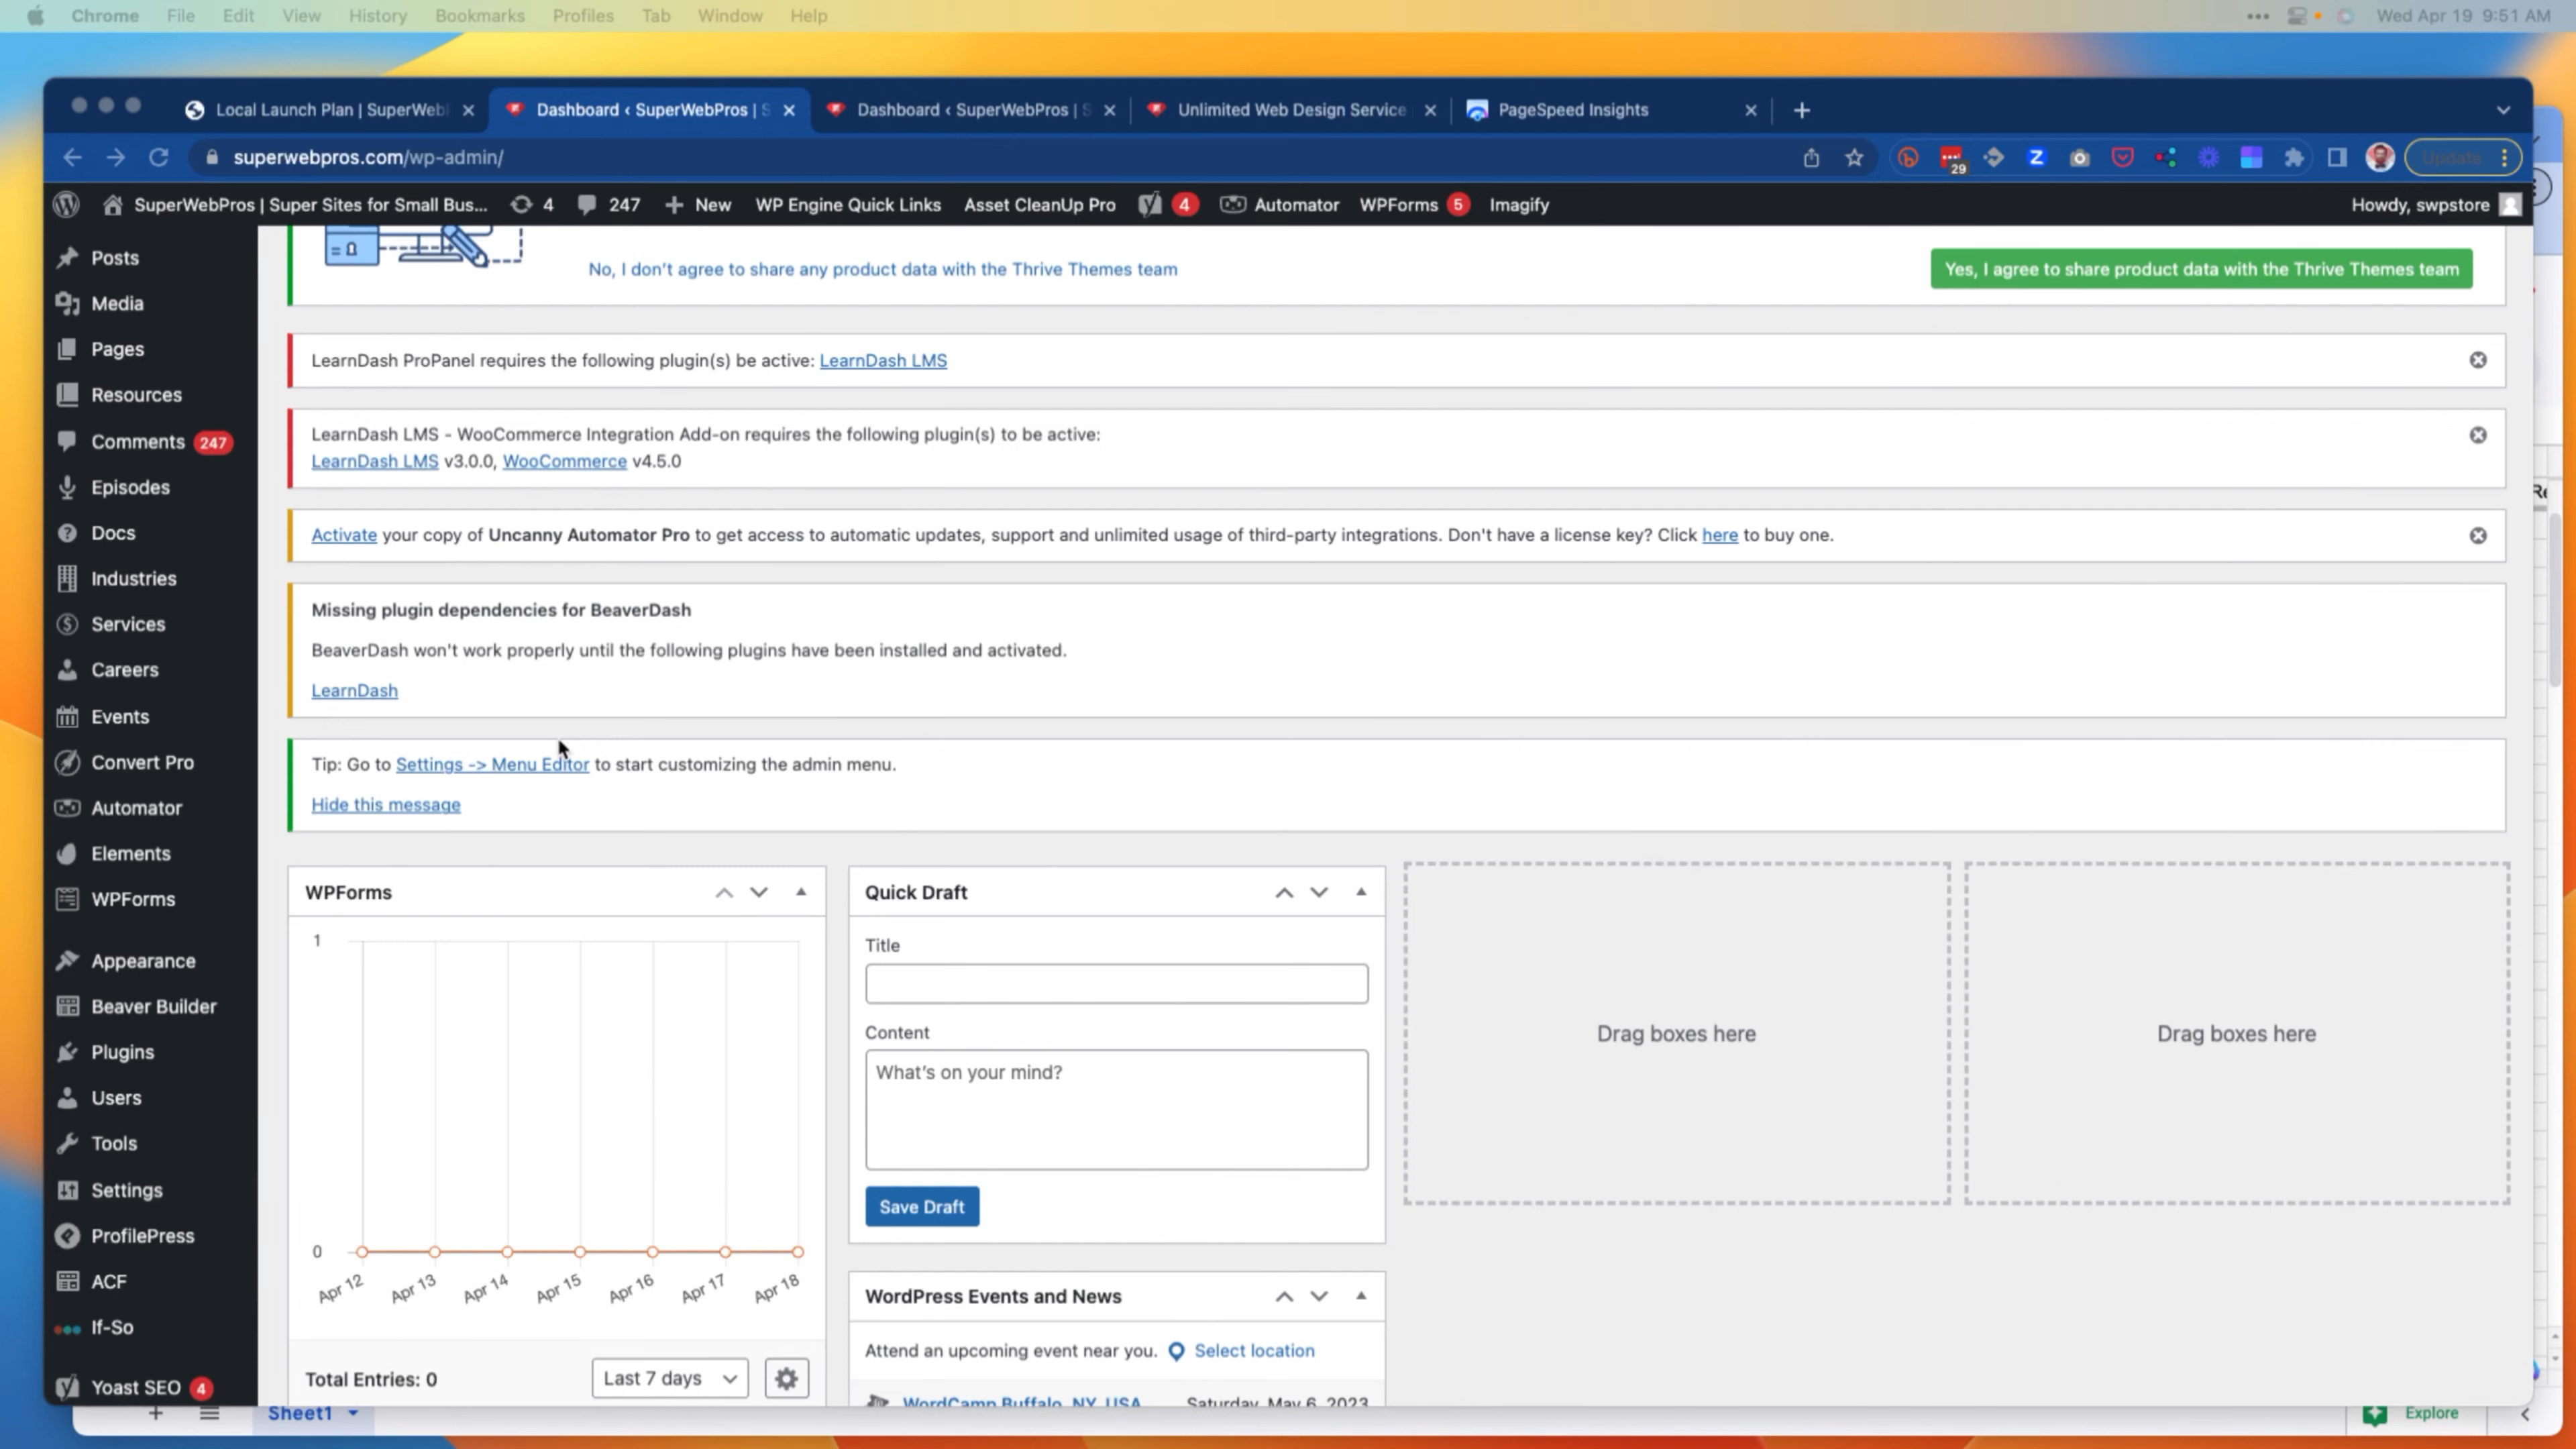 Chrome File Edit View History Bookmarks Profiles Tab Window Help Wed Apr 19 9:51 AM
Local Launch Plan | SuperWeb Dashboard ‹ SuperWebPros | S Dashboard ‹ SuperWebPros | S Unlimited Web Design Service PageSpeed Insights
superwebpros.com/wp-admin/ 29 Update
SuperWebPros | Super Sites for Small Bus... 4 247 New WP Engine Quick Links Asset CleanUp Pro 4 Automator WPForms 5 Imagify Howdy, swpstore
Posts
Media
Pages
Resources
Comments 247
Episodes
Docs
Industries
Services
Careers
Events
Convert Pro
Automator
Elements
WPForms
Appearance
Beaver Builder
Plugins
Users
Tools
Settings
ProfilePress
ACF
If-So
Yoast SEO 4
No, I don't agree to share any product data with the Thrive Themes team Yes, I agree to share product data with the Thrive Themes team
LearnDash ProPanel requires the following plugin(s) be active: LearnDash LMS
LearnDash LMS - WooCommerce Integration Add-on requires the following plugin(s) to be active:
LearnDash LMS v3.0.0, WooCommerce v4.5.0
Activate your copy of Uncanny Automator Pro to get access to automatic updates, support and unlimited usage of third-party integrations. Don't have a license key? Click here to buy one.
Missing plugin dependencies for BeaverDash
BeaverDash won't work properly until the following plugins have been installed and activated.
LearnDash
Tip: Go to Settings -> Menu Editor to start customizing the admin menu.
Hide this message
WPForms
1
0
Apr 12 Apr 13 Apr 14 Apr 15 Apr 16 Apr 17 Apr 18
Total Entries: 0 Last 7 days
Quick Draft
Title
Content
What's on your mind?
Save Draft
WordPress Events and News
Attend an upcoming event near you. Select location
WordCamp Buffalo, NY, USA Saturday, May 6, 2023
Drag boxes here
Drag boxes here
Sheet1
Explore